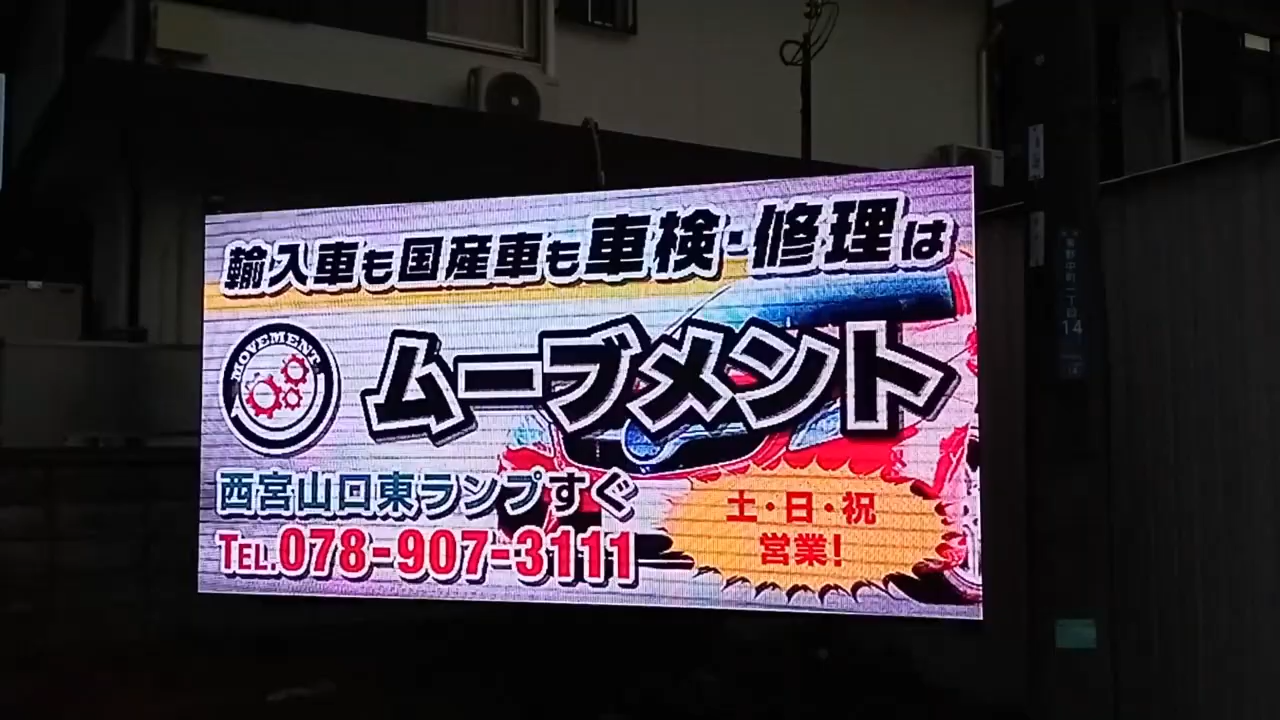 輸入車も国産車も車検・修理は
MOVEMENT
ムーブメント
西宮山口東ランプすぐ
TEL.078-907-3111
土・日・祝
営業!
14